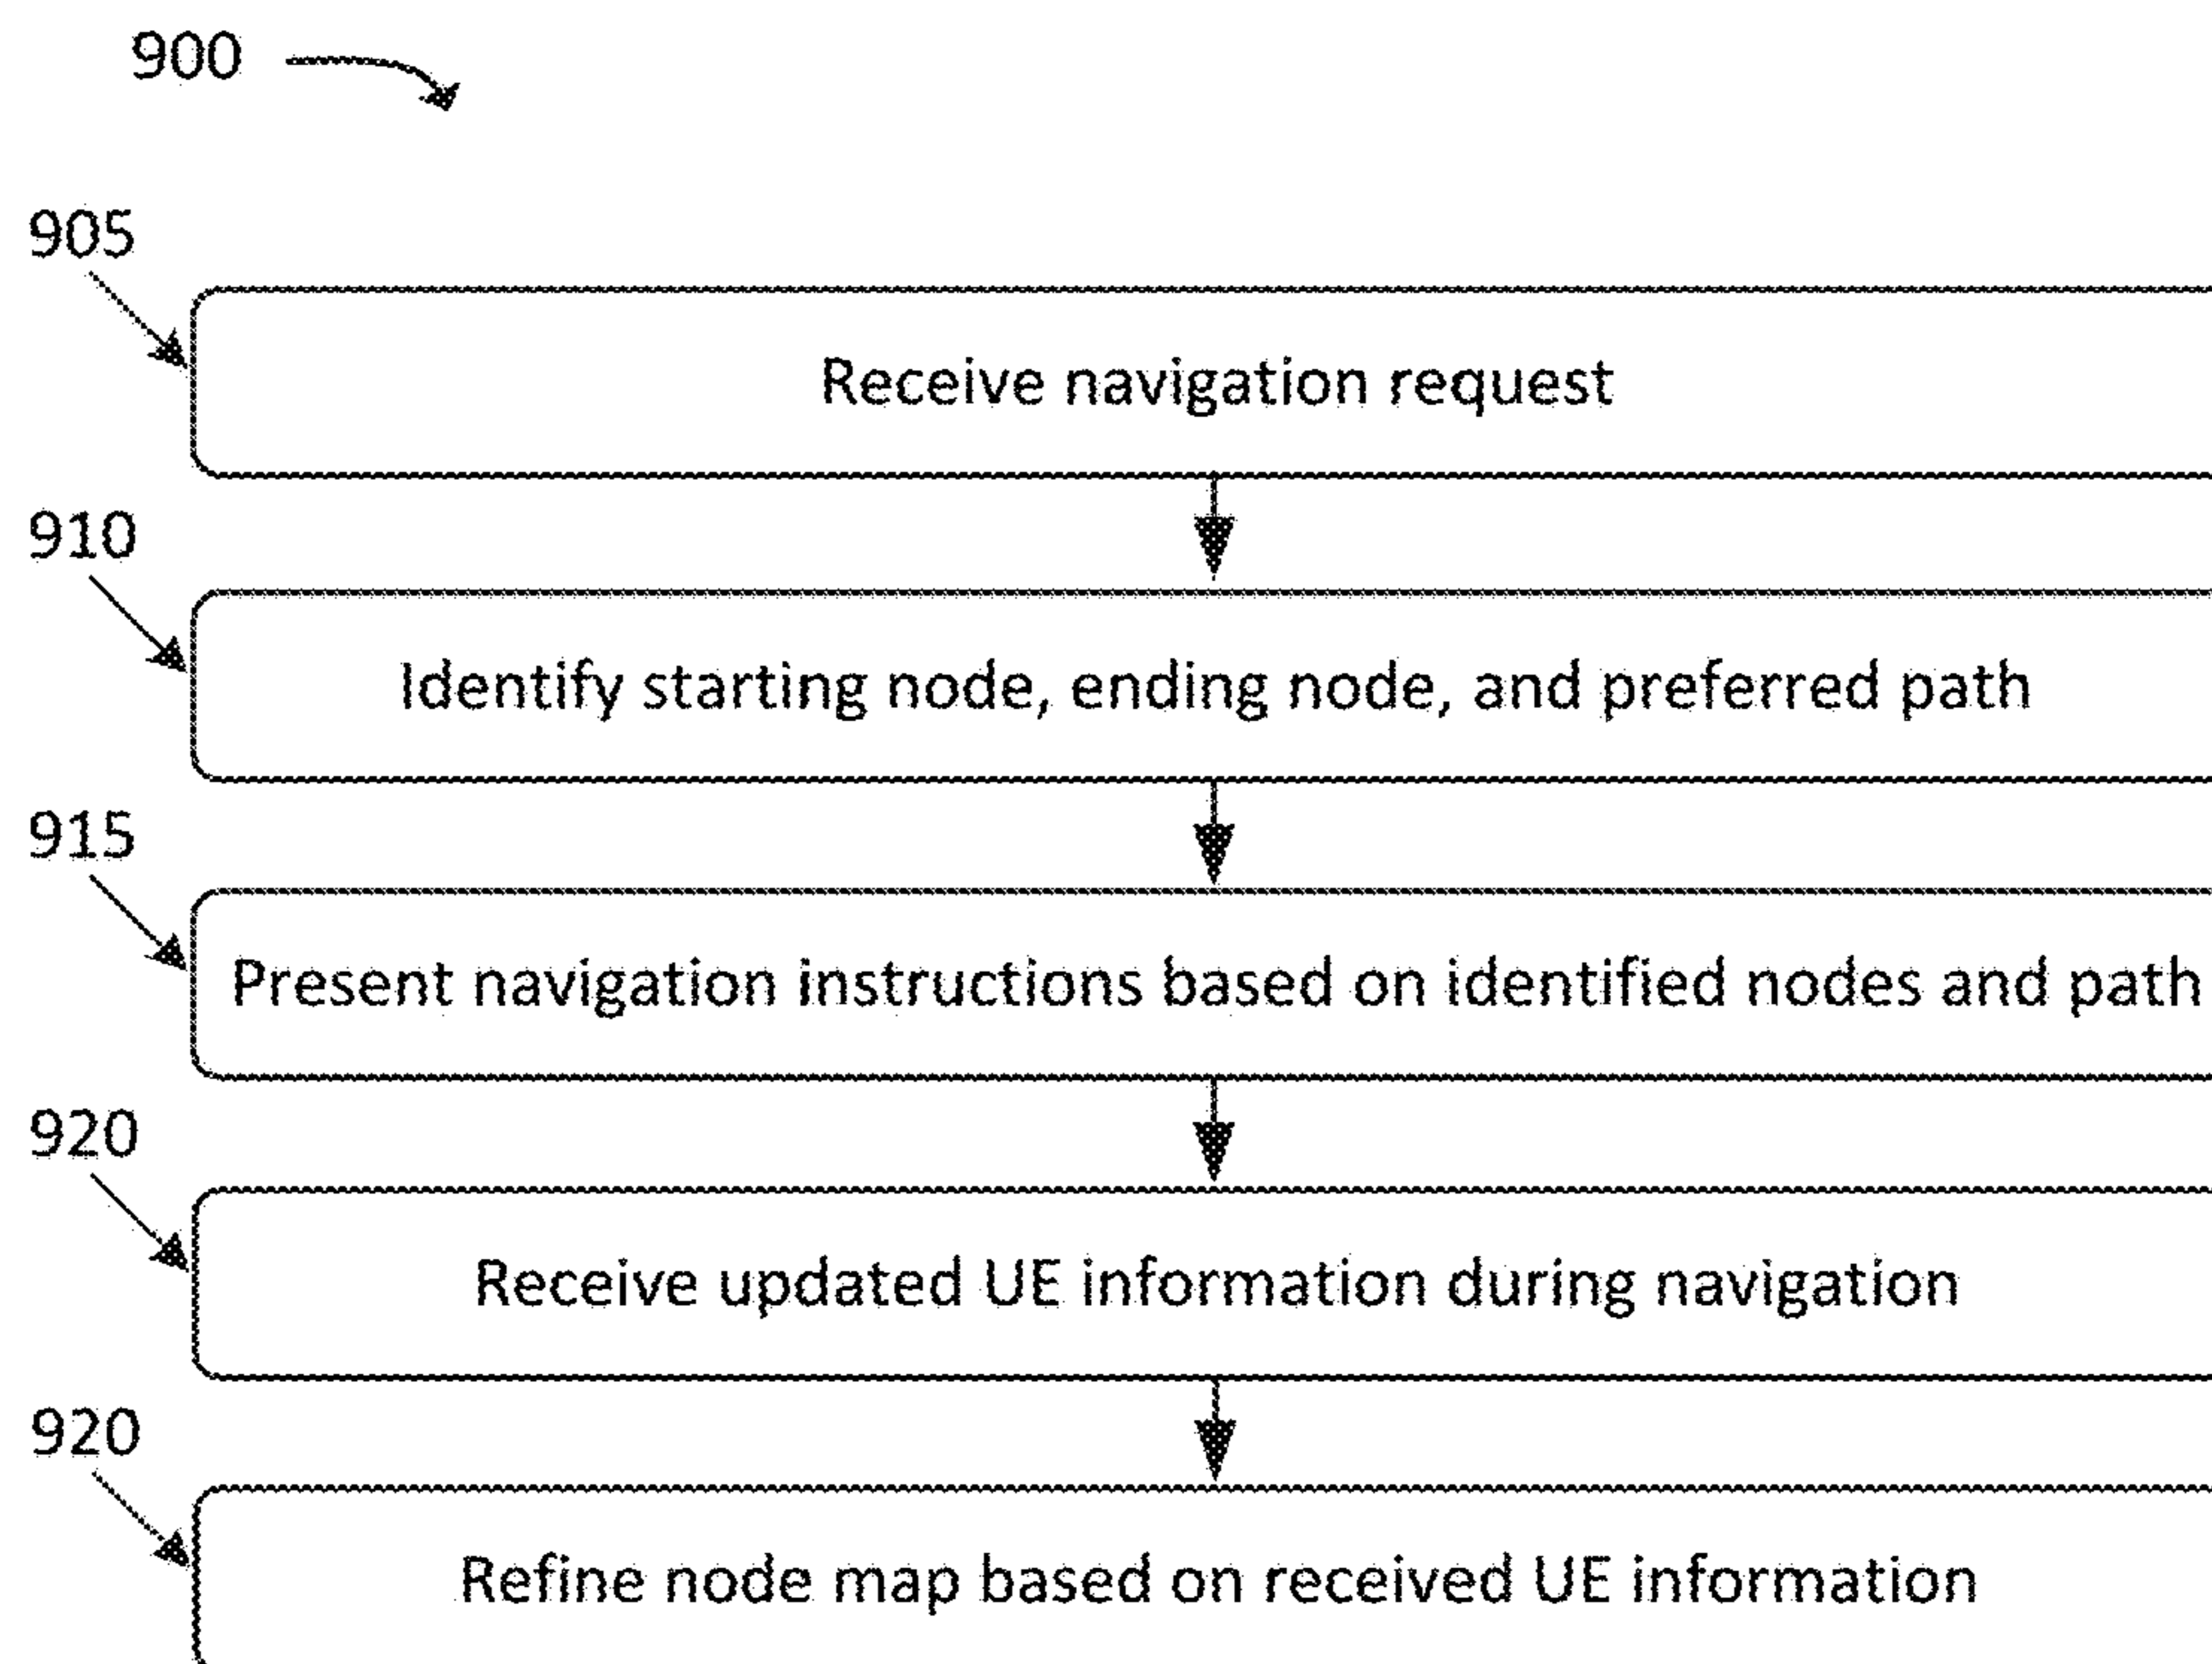 900
905
Receive navigation request
910
Identify starting node, ending node, and preferred path
915
Present navigation instructions based on identified nodes and path
920
Receive updated UE information during navigation
920
Refine node map based on received UE information